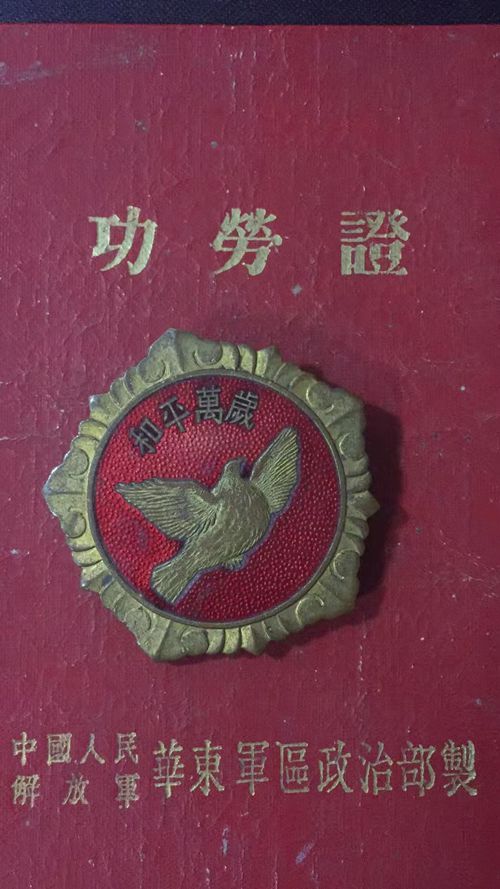 功勞證
和平萬歲
中國人民
解放軍 華東軍區政治部製